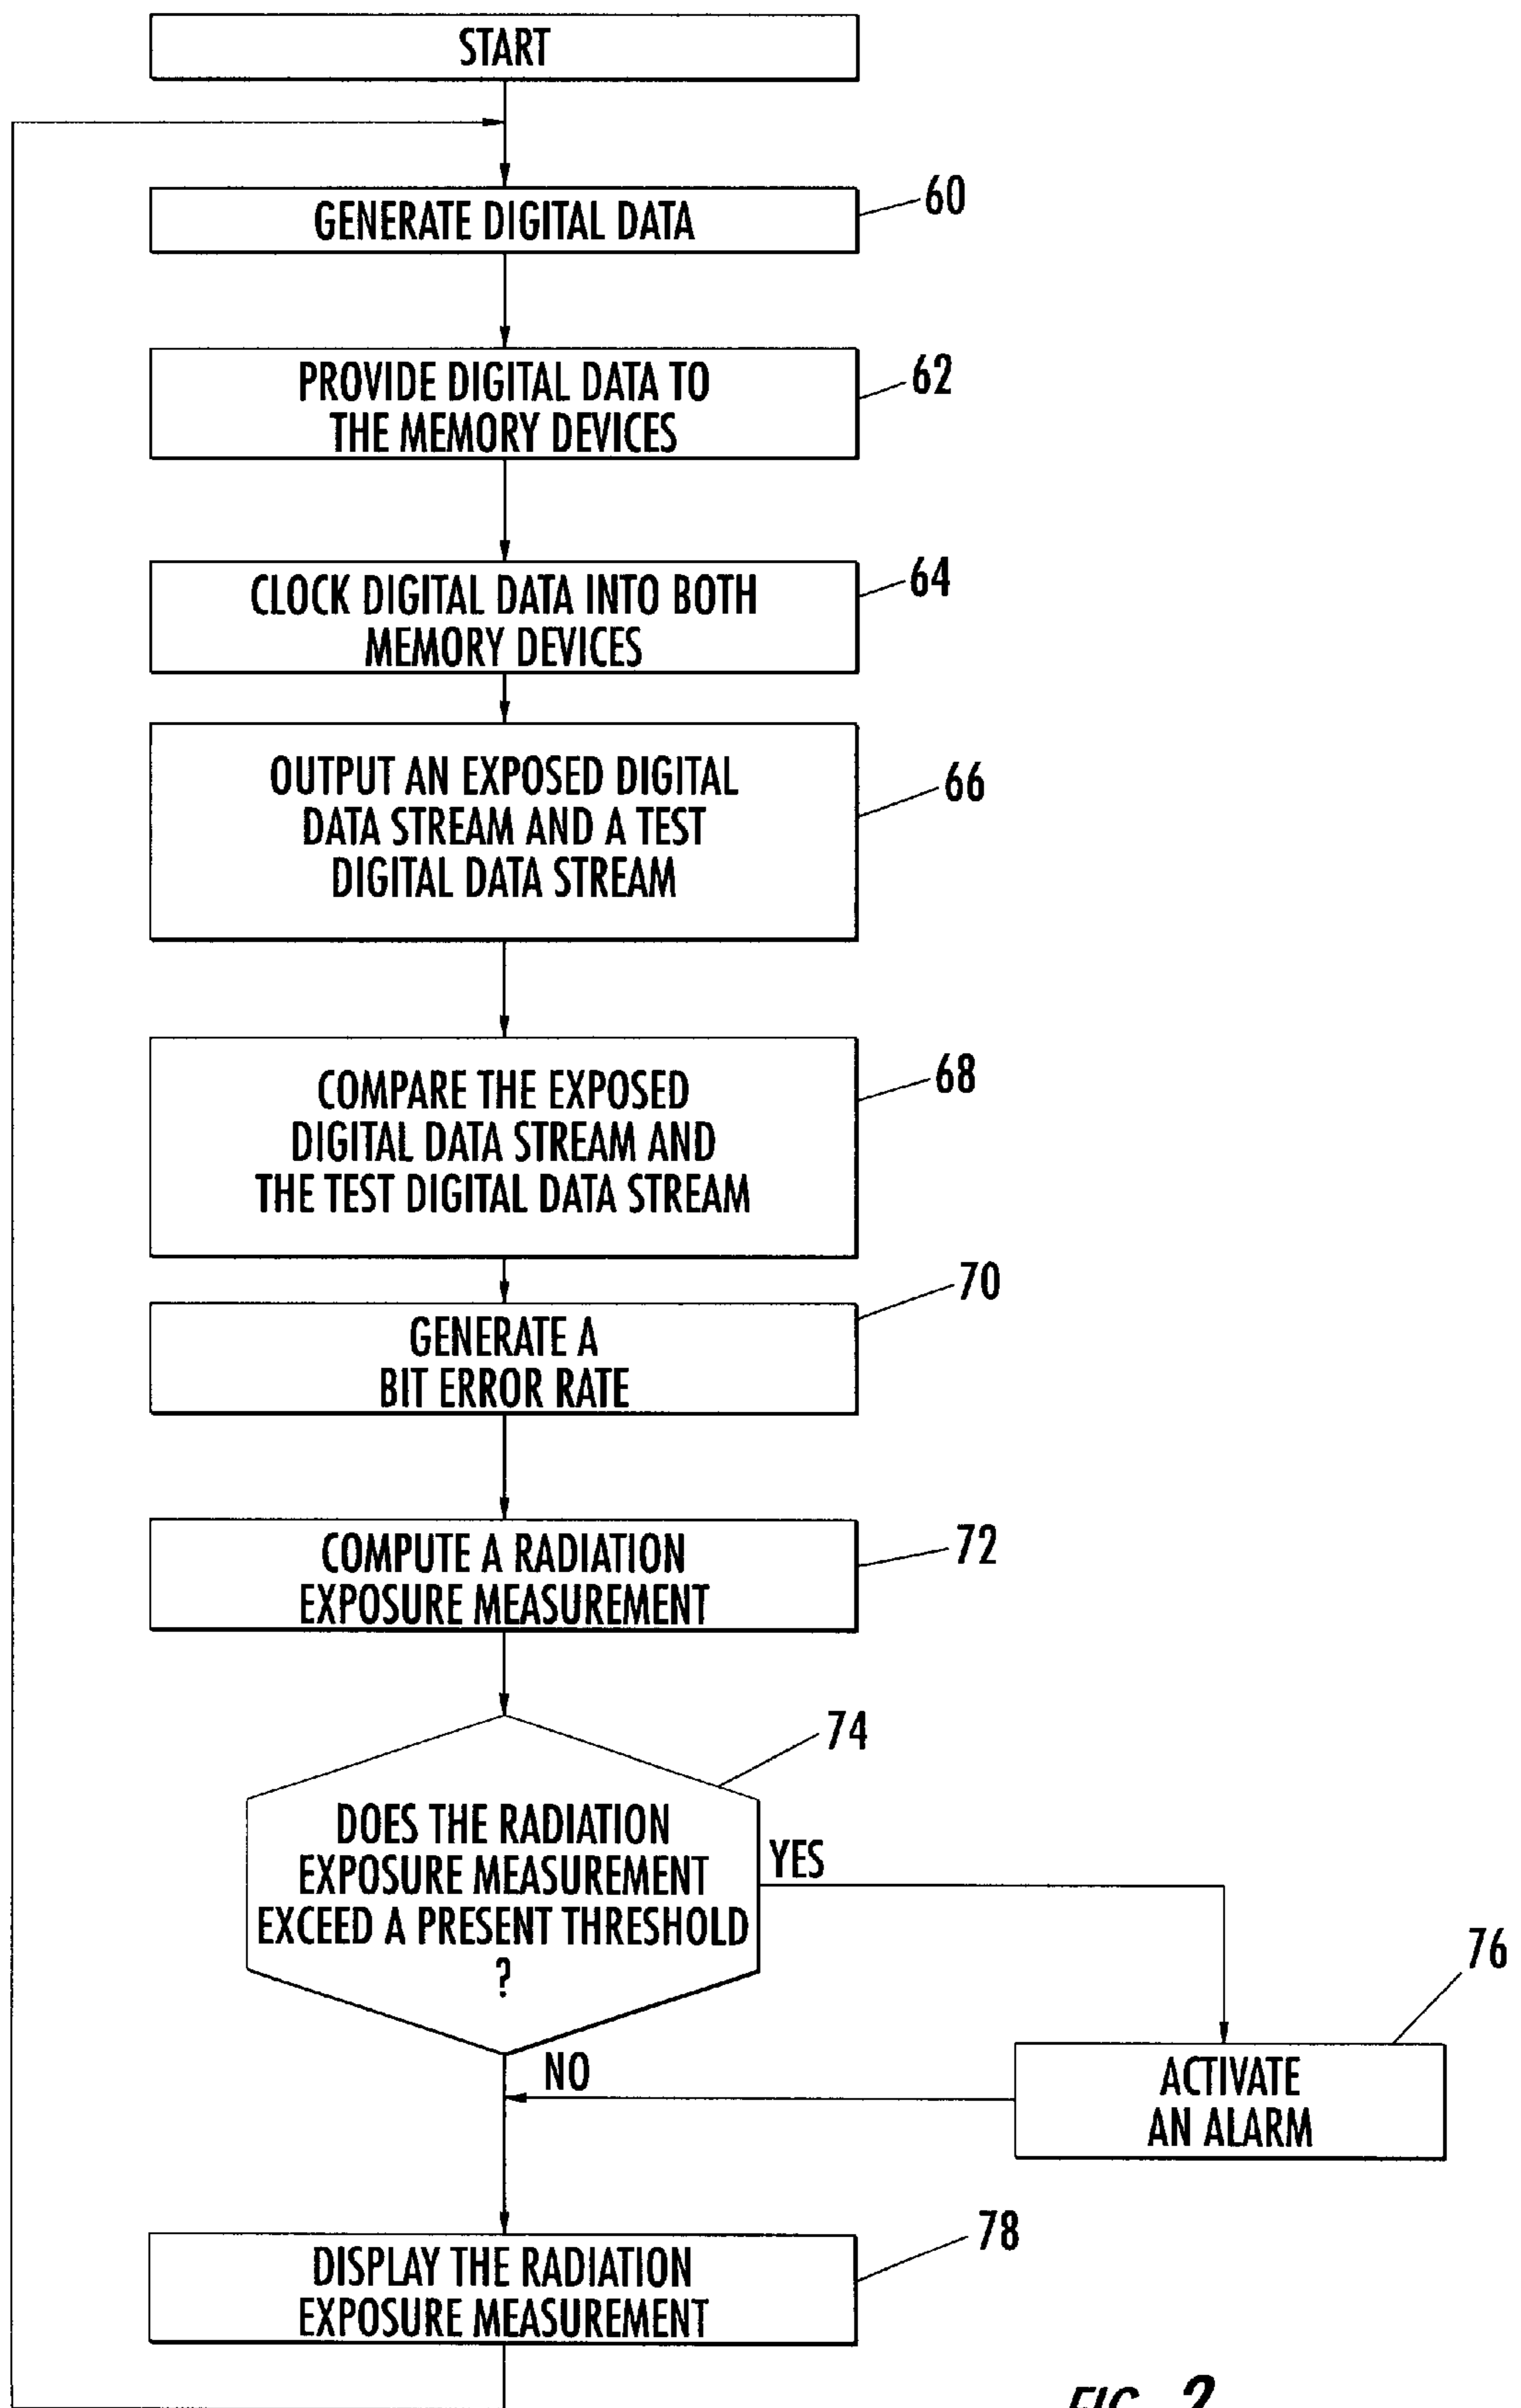 START
GENERATE DIGITAL DATA
60
PROVIDE DIGITAL DATA TO
THE MEMORY DEVICES
62
CLOCK DIGITAL DATA INTO BOTH
MEMORY DEVICES
64
OUTPUT AN EXPOSED DIGITAL
DATA STREAM AND A TEST
DIGITAL DATA STREAM
66
COMPARE THE EXPOSED
DIGITAL DATA STREAM AND
THE TEST DIGITAL DATA STREAM
68
GENERATE A
BIT ERROR RATE
70
COMPUTE A RADIATION
EXPOSURE MEASUREMENT
72
DOES THE RADIATION
EXPOSURE MEASUREMENT
EXCEED A PRESENT THRESHOLD
?
74
YES
NO
ACTIVATE
AN ALARM
76
DISPLAY THE RADIATION
EXPOSURE MEASUREMENT
78
FIG. 2